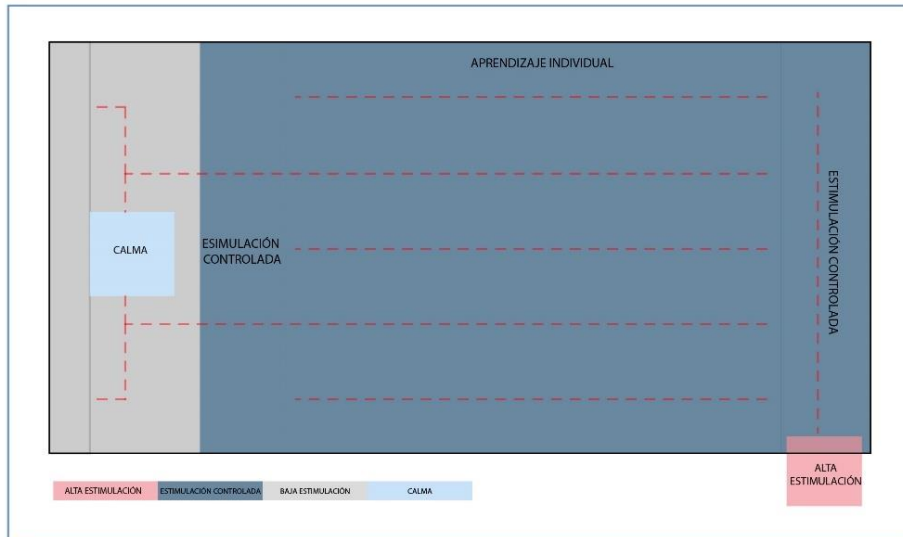 APRENDIZAJE INDIVIDUAL
ESTIMULACIÓN CONTROLADA
CALMA
ESIMULACIÓN
CONTROLADA
ALTA
ESTIMULACIÓN
ALTA ESTIMULACIÓN
ESTIMULACIÓN CONTROLADA
BAJA ESTIMULACIÓN
CALMA